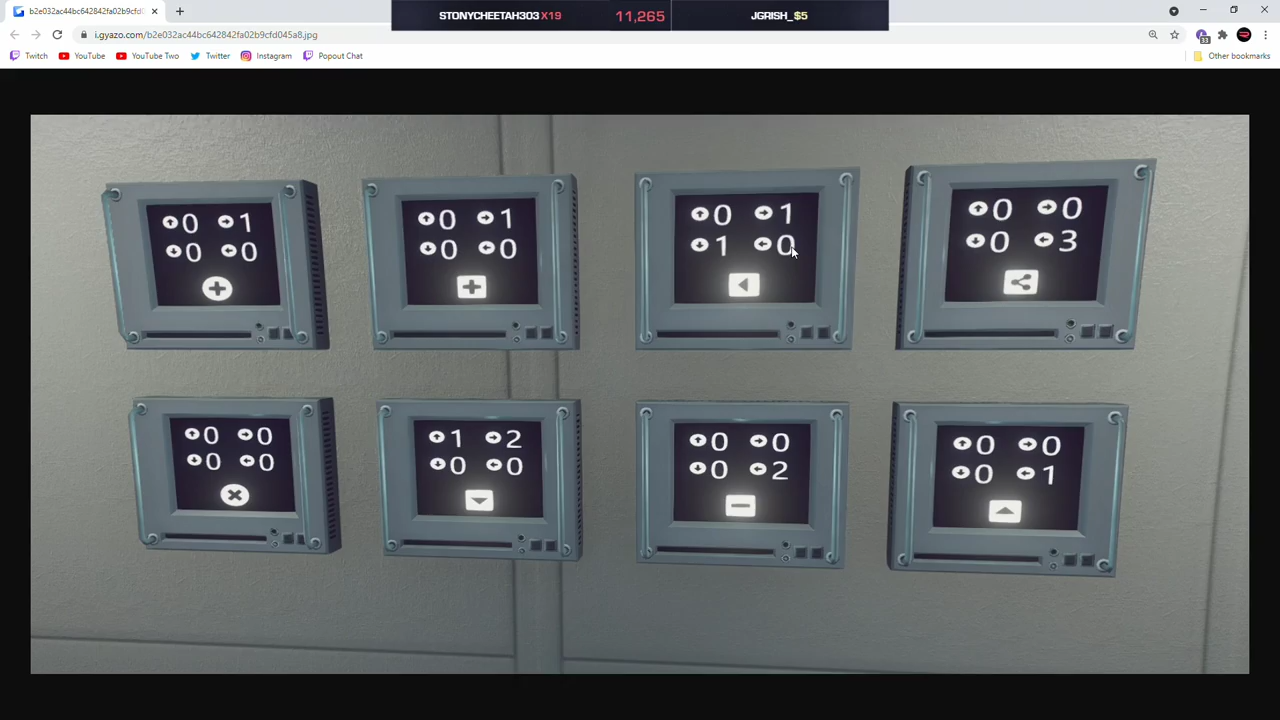 b2e032ac44bc642842fa02b9cfd
STONYCHEETAH303 X19
11,265
JGRISH_$5
i.gyazo.com/b2e032ac44bc642842fa02b9cfd045a8.jpg
33
Twitch
YouTube
YouTube Two
Twitter
Instagram
Popout Chat
Other bookmarks
0 1
0 0
0 1
0 0
0 1
1 0
0 0
0 3
0 0
0 0
1 2
0 0
0 0
0 2
0 0
0 1